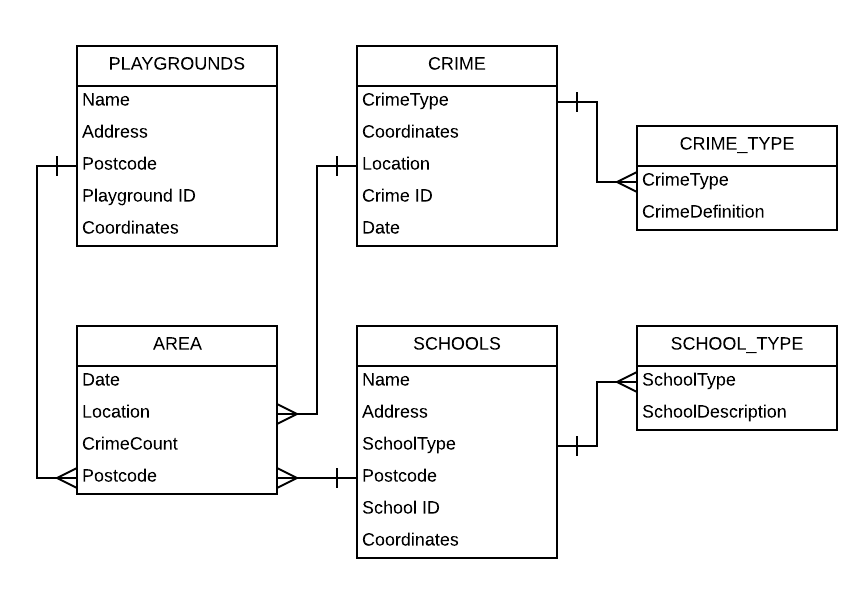 PLAYGROUNDS
Name
Address
Postcode
Playground ID
Coordinates
CRIME
CrimeType
Coordinates
Location
Crime ID
Date
CRIME_TYPE
CrimeType
CrimeDefinition
AREA
Date
Location
CrimeCount
Postcode
SCHOOLS
Name
Address
SchoolType
Postcode
School ID
Coordinates
SCHOOL_TYPE
SchoolType
SchoolDescription